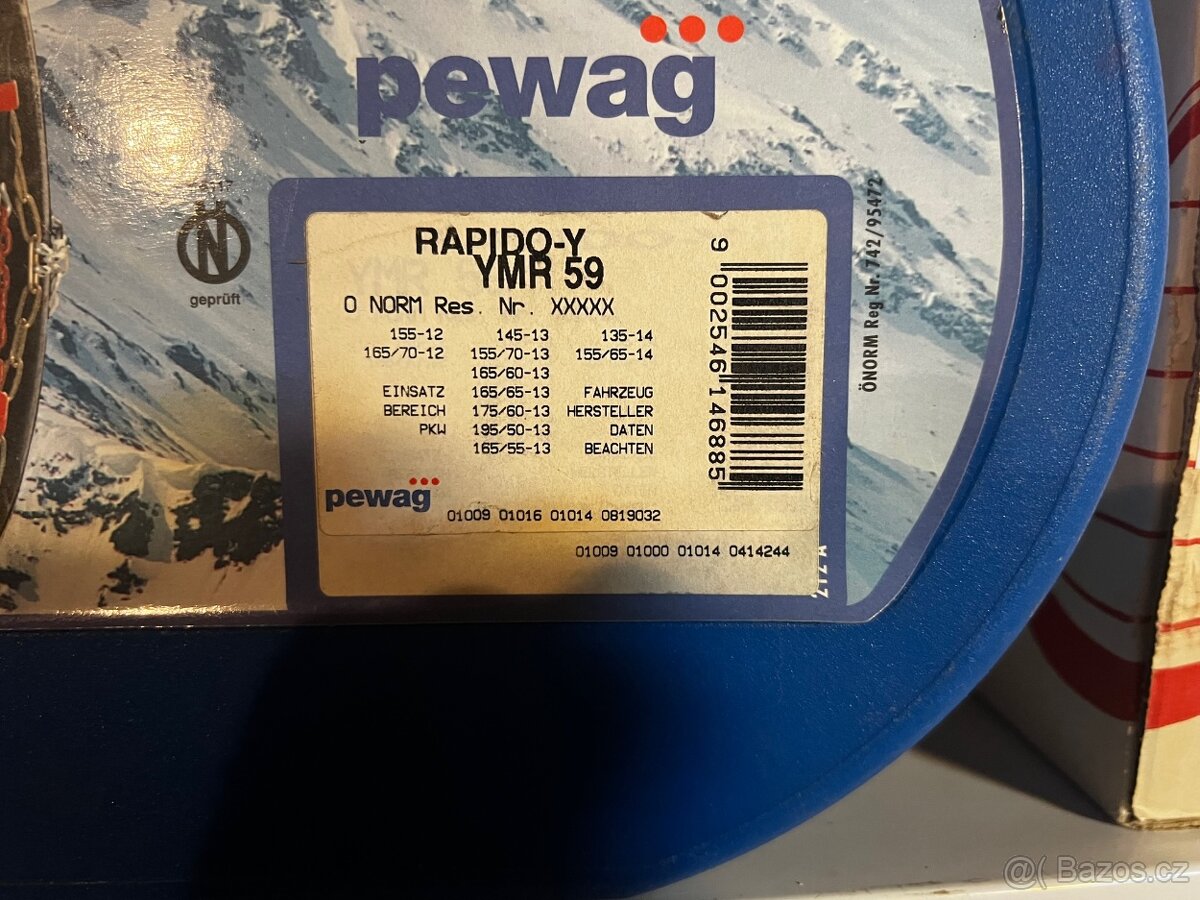 pewag
geprüft
RAPIDO-Y
YMR 59
O NORM Res. Nr. XXXXX
155-12 145-13 135-14
165/70-12 155/70-13 155/65-14
165/60-13
EINSATZ 165/65-13 FAHRZEUG
BEREICH 175/60-13 HERSTELLER
PKW 195/50-13 DATEN
165/55-13 BEACHTEN
pewag
01009 01016 01014 0819032
01009 01000 01014 0414244
9 002546 146885
ÖNORM Reg Nr. 742/95472
@( Bazos.cz